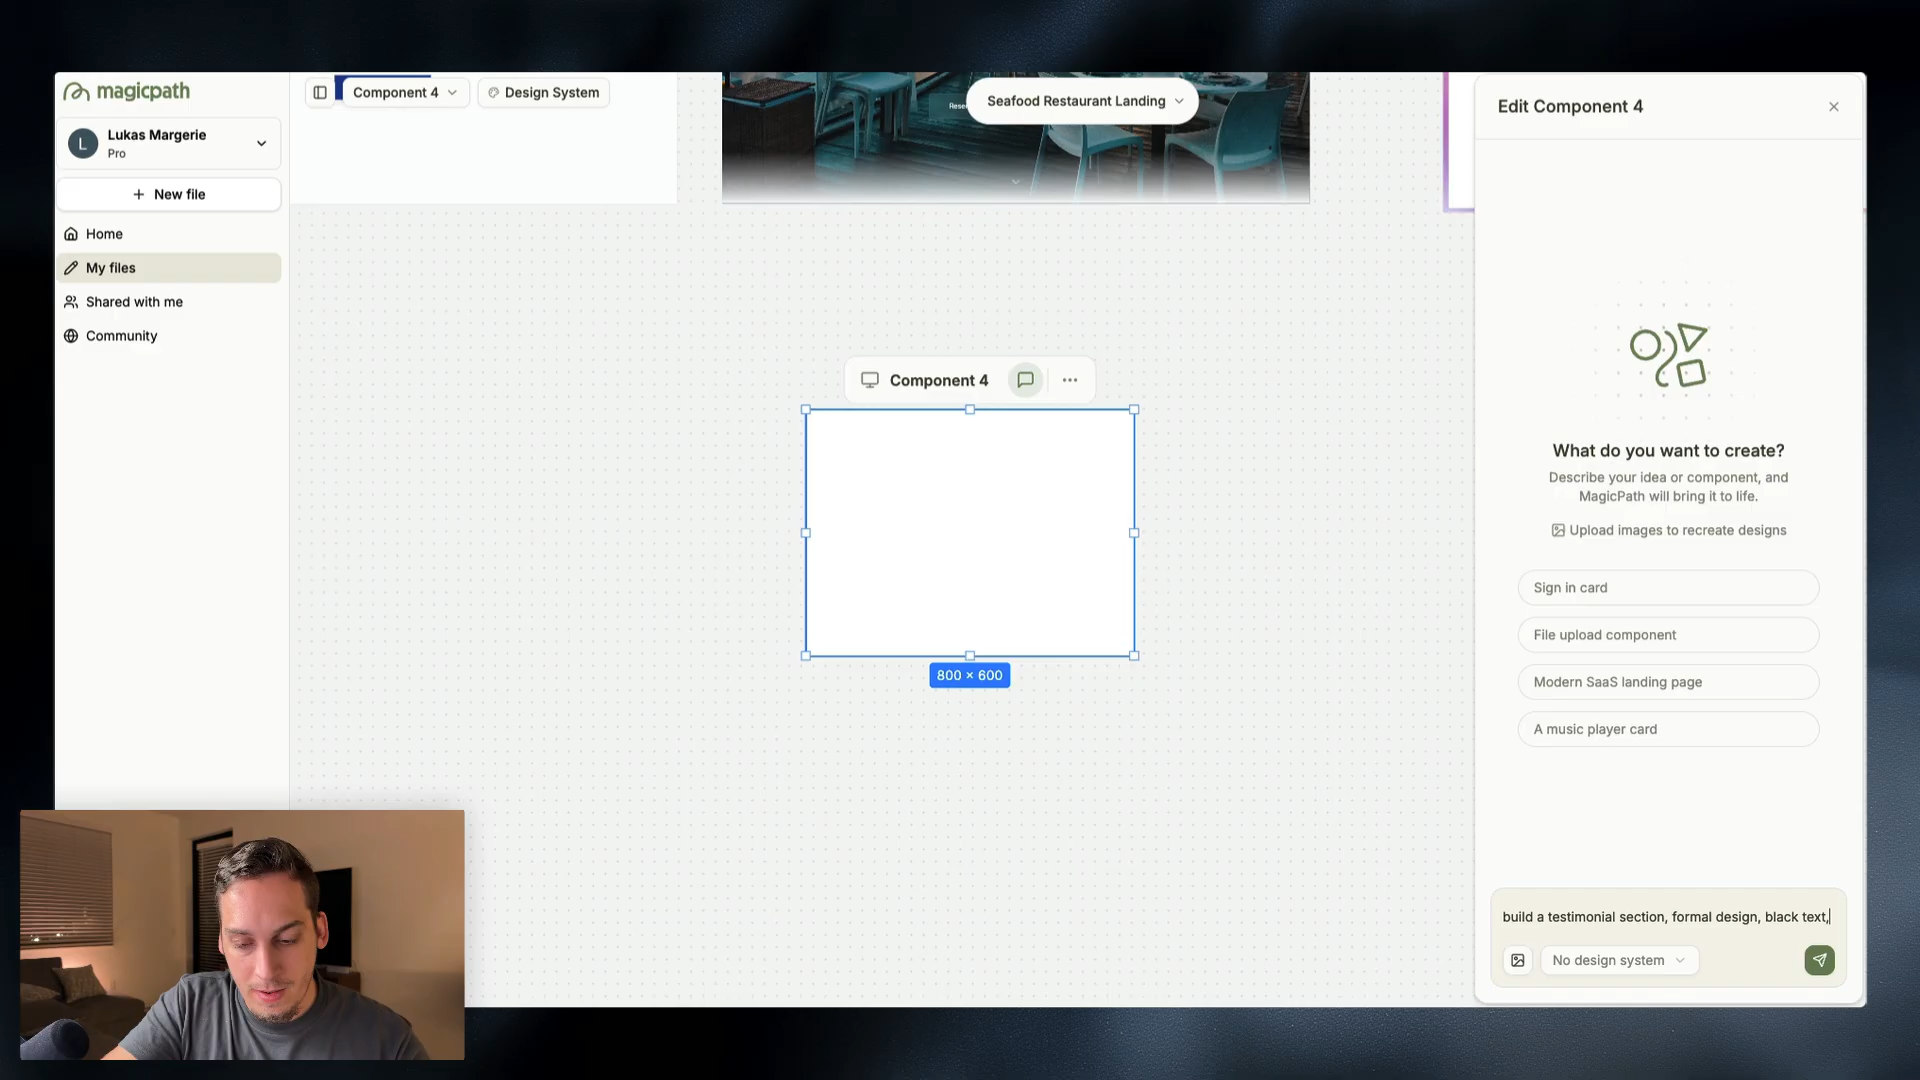 magicpath
L
Lukas Margerie
Pro
New file
Home
My files
Shared with me
Community
Component 4
Design System
Rese
Seafood Restaurant Landing
Component 4
800 × 600
Edit Component 4
What do you want to create?
Describe your idea or component, and
MagicPath will bring it to life.
Upload images to recreate designs
Sign in card
File upload component
Modern SaaS landing page
A music player card
build a testimonial section, formal design, black text,
No design system